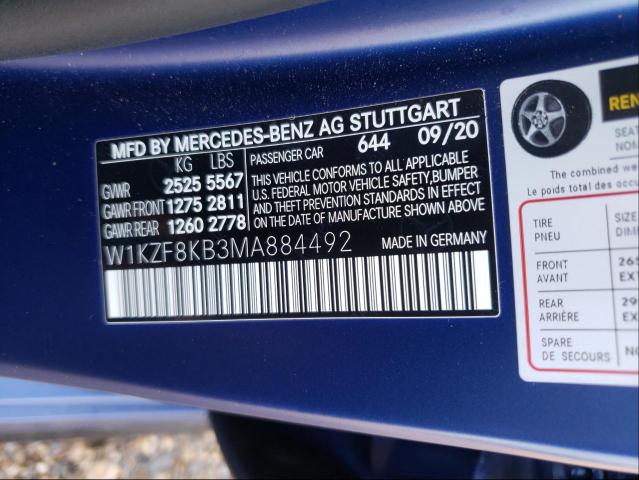 MFD BY MERCEDES-BENZ AG STUTTGART
KG LBS PASSENGER CAR 644 09/20
GVWR 2525 5567
GAWR FRONT 1275 2811
GAWR REAR 1260 2778
THIS VEHICLE CONFORMS TO ALL APPLICABLE
U.S. FEDERAL MOTOR VEHICLE SAFETY,BUMPER
AND THEFT PREVENTION STANDARDS IN EFFECT
ON THE DATE OF MANUFACTURE SHOWN ABOVE
W1KZF8KB3MA884492 MADE IN GERMANY
The combined we
Le poids total des
TIRE
PNEU
SIZE
FRONT
AVANT
REAR
ARRIÈRE
SPARE
DE SECOURS